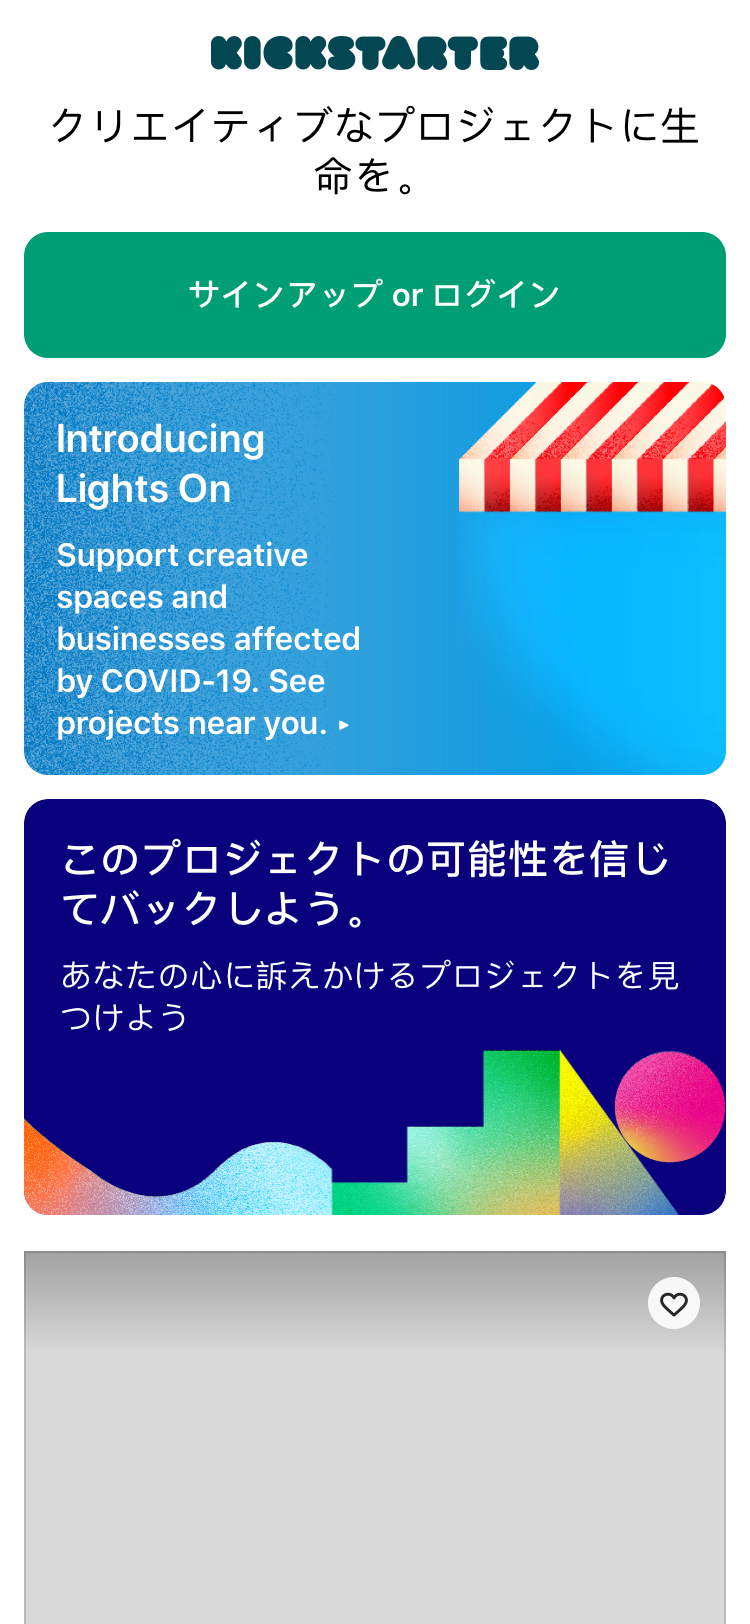 KICKSTARTER
クリエイティブなプロジェクトに生
命を。
サインアップ or ログイン
Introducing
Lights On
Support creative
spaces and
businesses affected
by COVID-19. See
projects near you. ▸
このプロジェクトの可能性を信じ
てバックしよう。
あなたの心に訴えかけるプロジェクトを見
つけよう